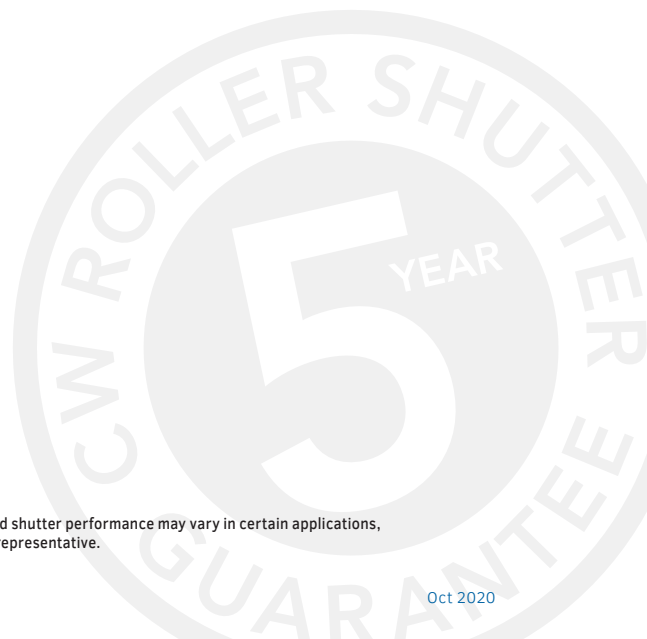 CW ROLLER SHUTTER
5
YEAR
GUARANTEE
d shutter performance may vary in certain applications,
representative.
Oct 2020